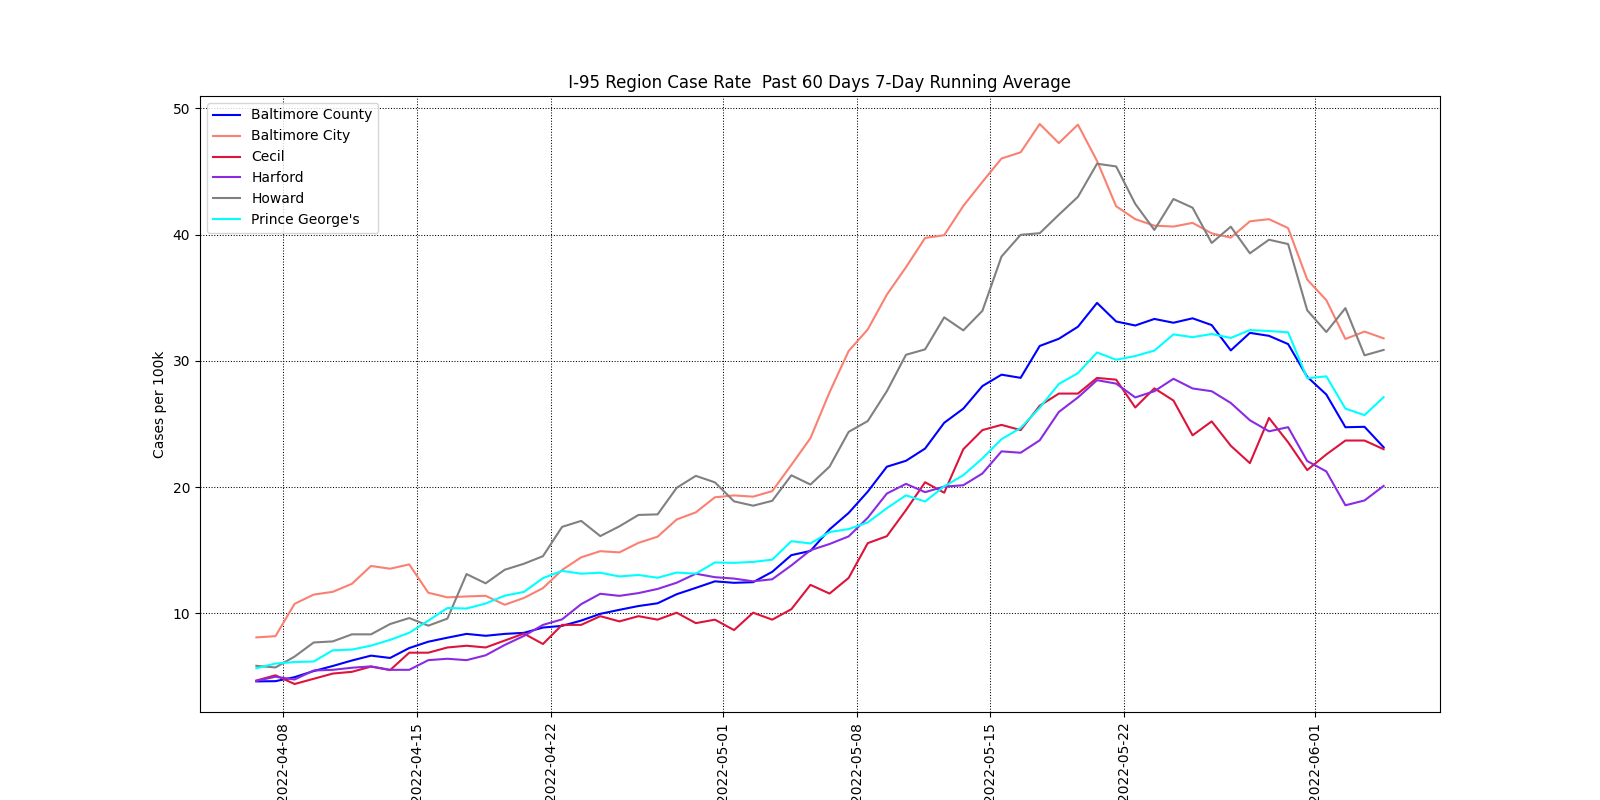 I-95 Region Case Rate  Past 60 Days 7-Day Running Average
Baltimore County
Baltimore City
Cecil
Harford
Howard
Prince George's
Cases per 100k
50
40
30
20
10
2022-04-08
2022-04-15
2022-04-22
2022-05-01
2022-05-08
2022-05-15
2022-05-22
2022-06-01